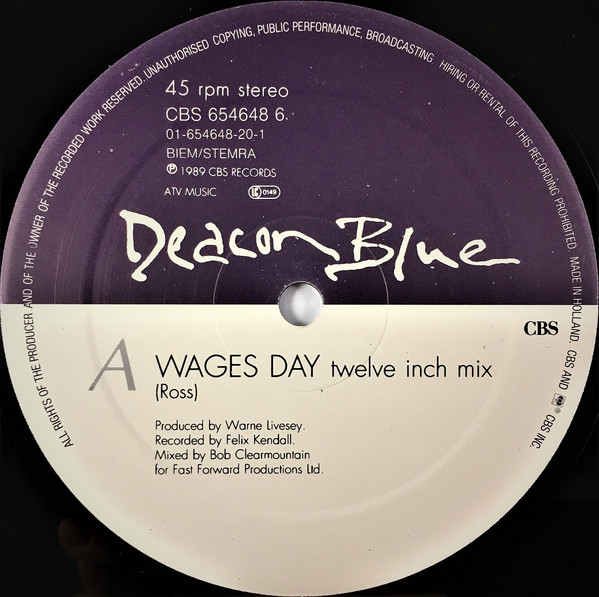 ALL RIGHTS OF THE PRODUCER AND OF THE OWNER OF THE RECORDED WORK RESERVED. UNAUTHORISED COPYING, PUBLIC PERFORMANCE, BROADCASTING HIRING OR RENTAL OF THIS RECORDING PROHIBITED. MADE IN HOLLAND. CBS AND ® CBS INC.
45 rpm stereo
CBS 654648 6.
01-654648-20-1
BIEM/STEMRA
℗ 1989 CBS RECORDS
ATV MUSIC LC 0149
Deacon Blue
CBS
A WAGES DAY twelve inch mix
(Ross)
Produced by Warne Livesey.
Recorded by Felix Kendall.
Mixed by Bob Clearmountain
for Fast Forward Productions Ltd.